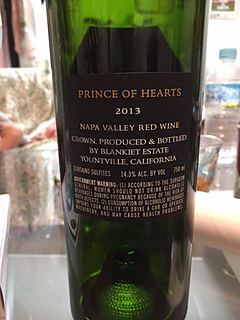 PRINCE OF HEARTS
2013
NAPA VALLEY RED WINE
GROWN, PRODUCED & BOTTLED
BY BLANKIET ESTATE
YOUNTVILLE, CALIFORNIA
CONTAINS SULFITES 14.3% ALC. BY VOL 750 ml
GOVERNMENT WARNING: (1) ACCORDING TO THE SURGEON
GENERAL, WOMEN SHOULD NOT DRINK ALCOHOLIC
BEVERAGES DURING PREGNANCY BECAUSE OF THE RISK OF
BIRTH DEFECTS. (2) CONSUMPTION OF ALCOHOLIC BEVERAGES
IMPAIRS YOUR ABILITY TO DRIVE A CAR OR OPERATE
MACHINERY, AND MAY CAUSE HEALTH PROBLEMS.